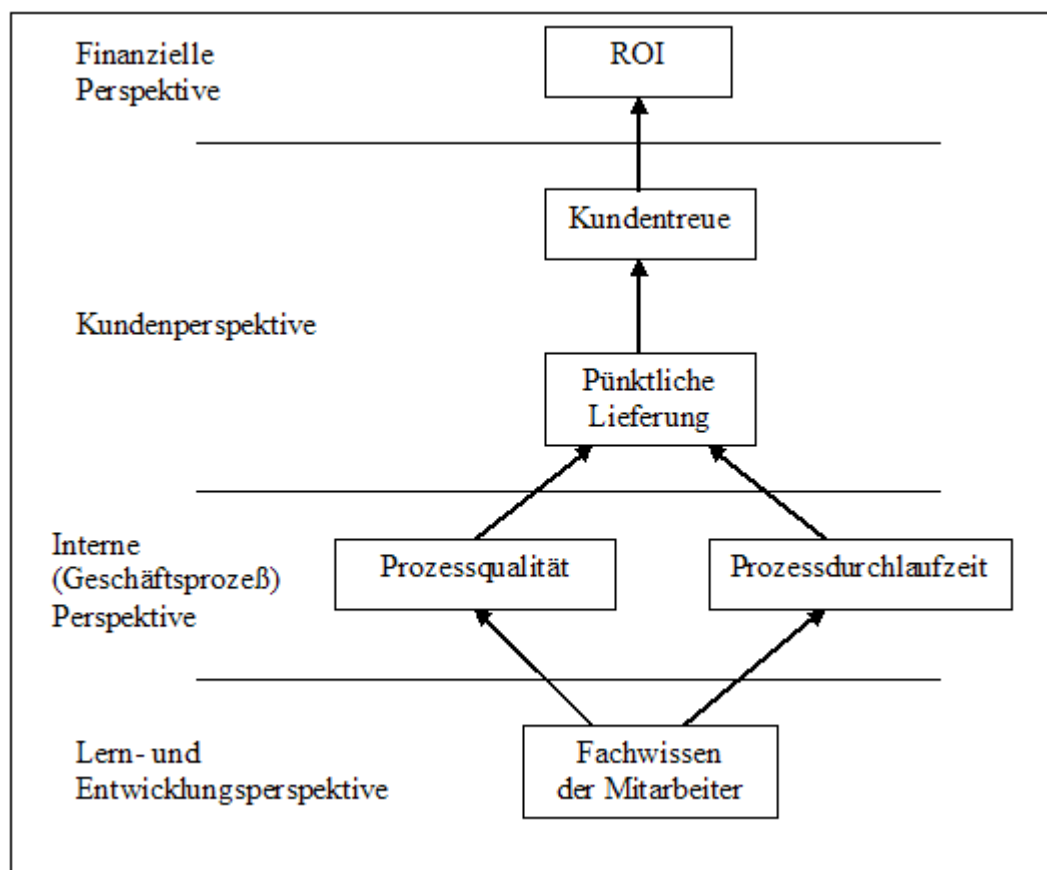 Finanzielle
Perspektive
ROI
Kundentreue
Kundenperspektive
Pünktliche
Lieferung
Interne
(Geschäftsprozeß)
Perspektive
Prozessqualität
Prozessdurchlaufzeit
Lern- und
Entwicklungsperspektive
Fachwissen
der Mitarbeiter